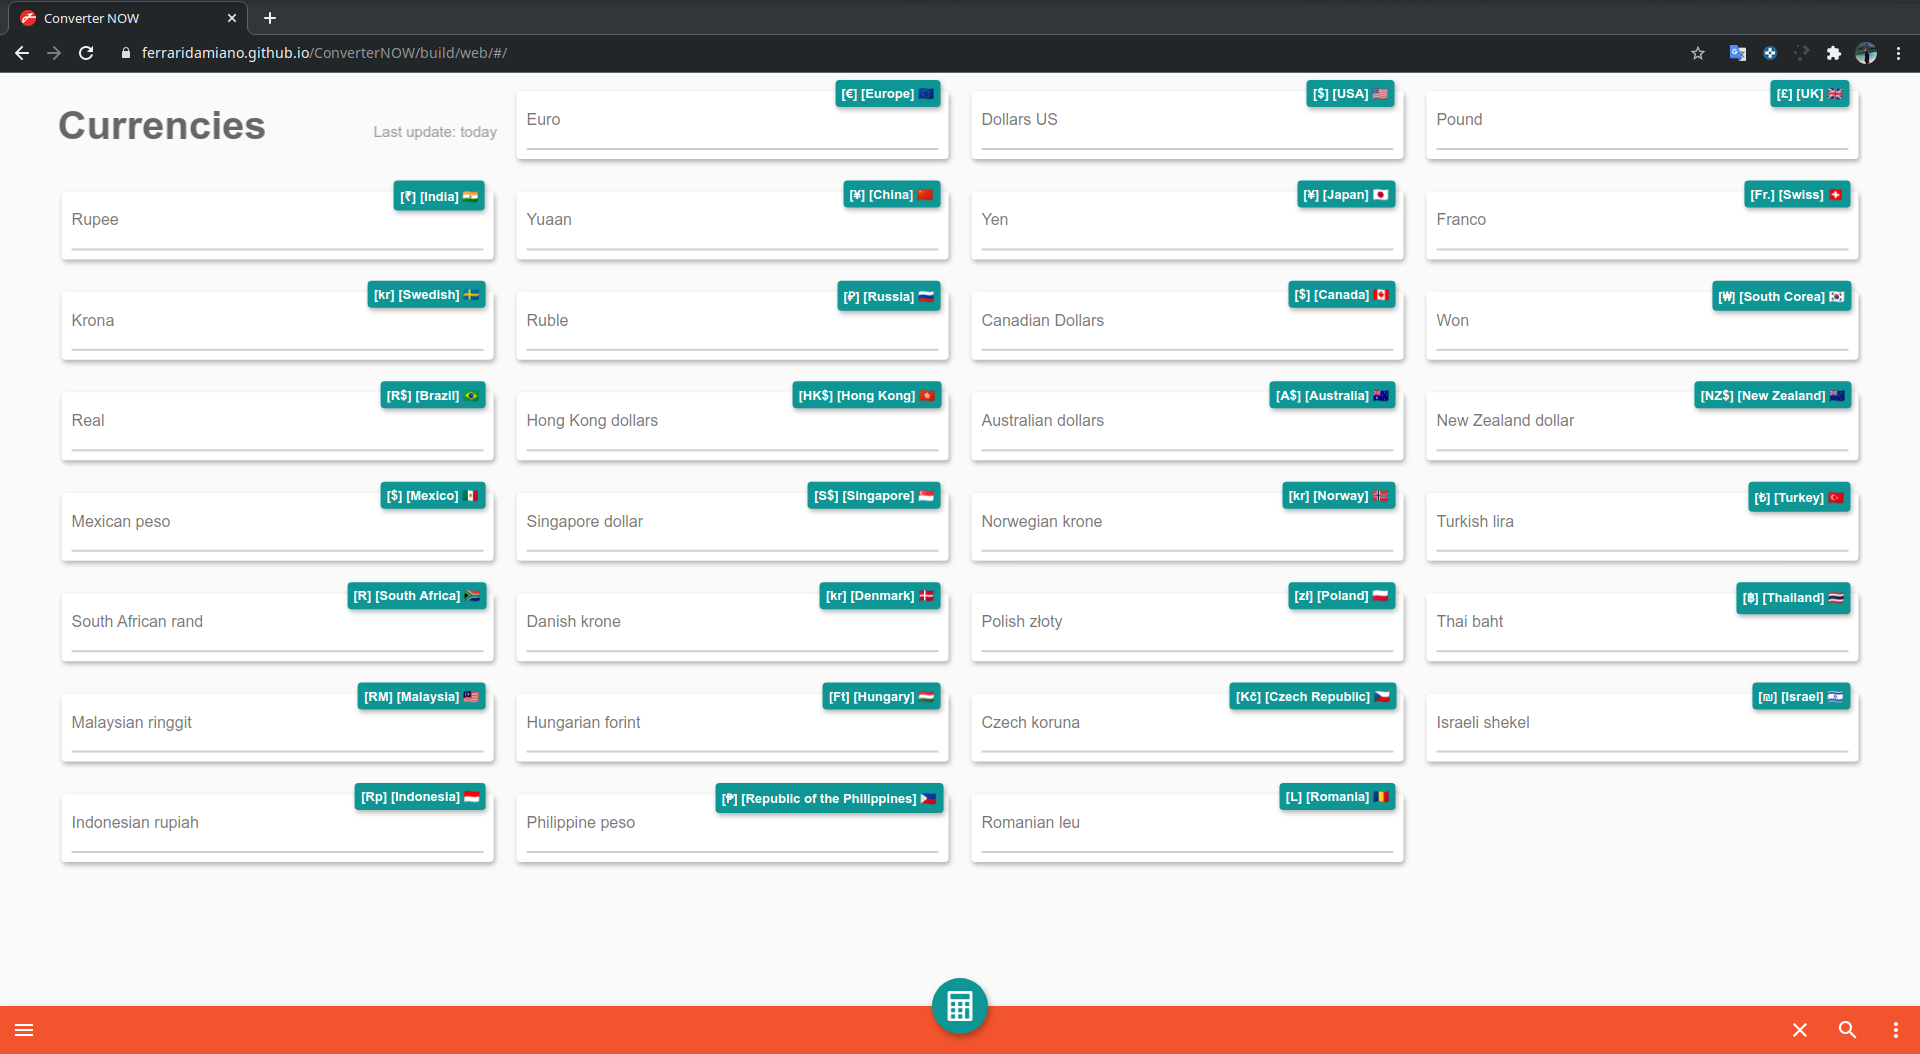 Converter NOW
ferraridamiano.github.io/ConverterNOW/build/web/#/
Currencies
Last update: today
[€] [Europe]
Euro
[$] [USA]
Dollars US
[£] [UK]
Pound
[₹] [India]
Rupee
[¥] [China]
Yuaan
[¥] [Japan]
Yen
[Fr.] [Swiss]
Franco
[kr] [Swedish]
Krona
[₽] [Russia]
Ruble
[$] [Canada]
Canadian Dollars
[₩] [South Corea]
Won
[R$] [Brazil]
Real
[HK$] [Hong Kong]
Hong Kong dollars
[A$] [Australia]
Australian dollars
[NZ$] [New Zealand]
New Zealand dollar
[$] [Mexico]
Mexican peso
[S$] [Singapore]
Singapore dollar
[kr] [Norway]
Norwegian krone
[₺] [Turkey]
Turkish lira
[R] [South Africa]
South African rand
[kr] [Denmark]
Danish krone
[zł] [Poland]
Polish złoty
[฿] [Thailand]
Thai baht
[RM] [Malaysia]
Malaysian ringgit
[Ft] [Hungary]
Hungarian forint
[Kč] [Czech Republic]
Czech koruna
[₪] [Israel]
Israeli shekel
[Rp] [Indonesia]
Indonesian rupiah
[₱] [Republic of the Philippines]
Philippine peso
[L] [Romania]
Romanian leu